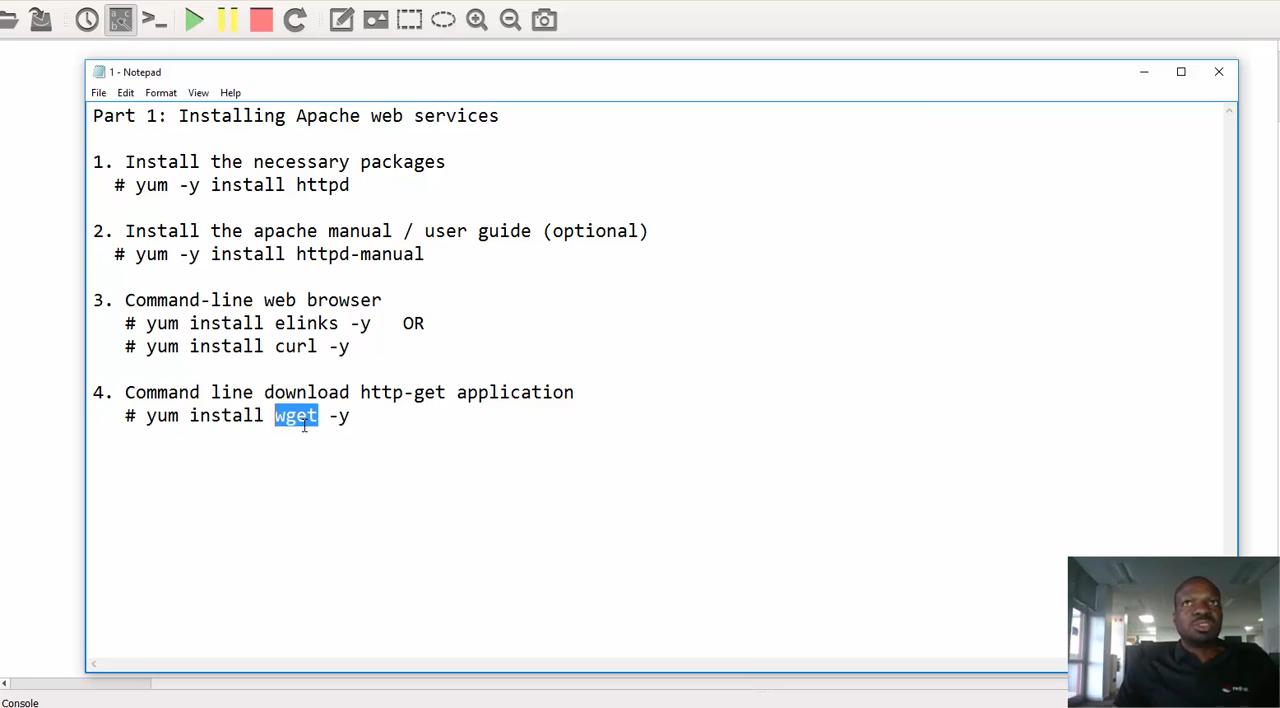 1 - Notepad
File Edit Format View Help
Part 1: Installing Apache web services
1. Install the necessary packages
# yum -y install httpd
2. Install the apache manual / user guide (optional)
# yum -y install httpd-manual
3. Command-line web browser
# yum install elinks -y OR
# yum install curl -y
4. Command line download http-get application
# yum install wget -y
Console